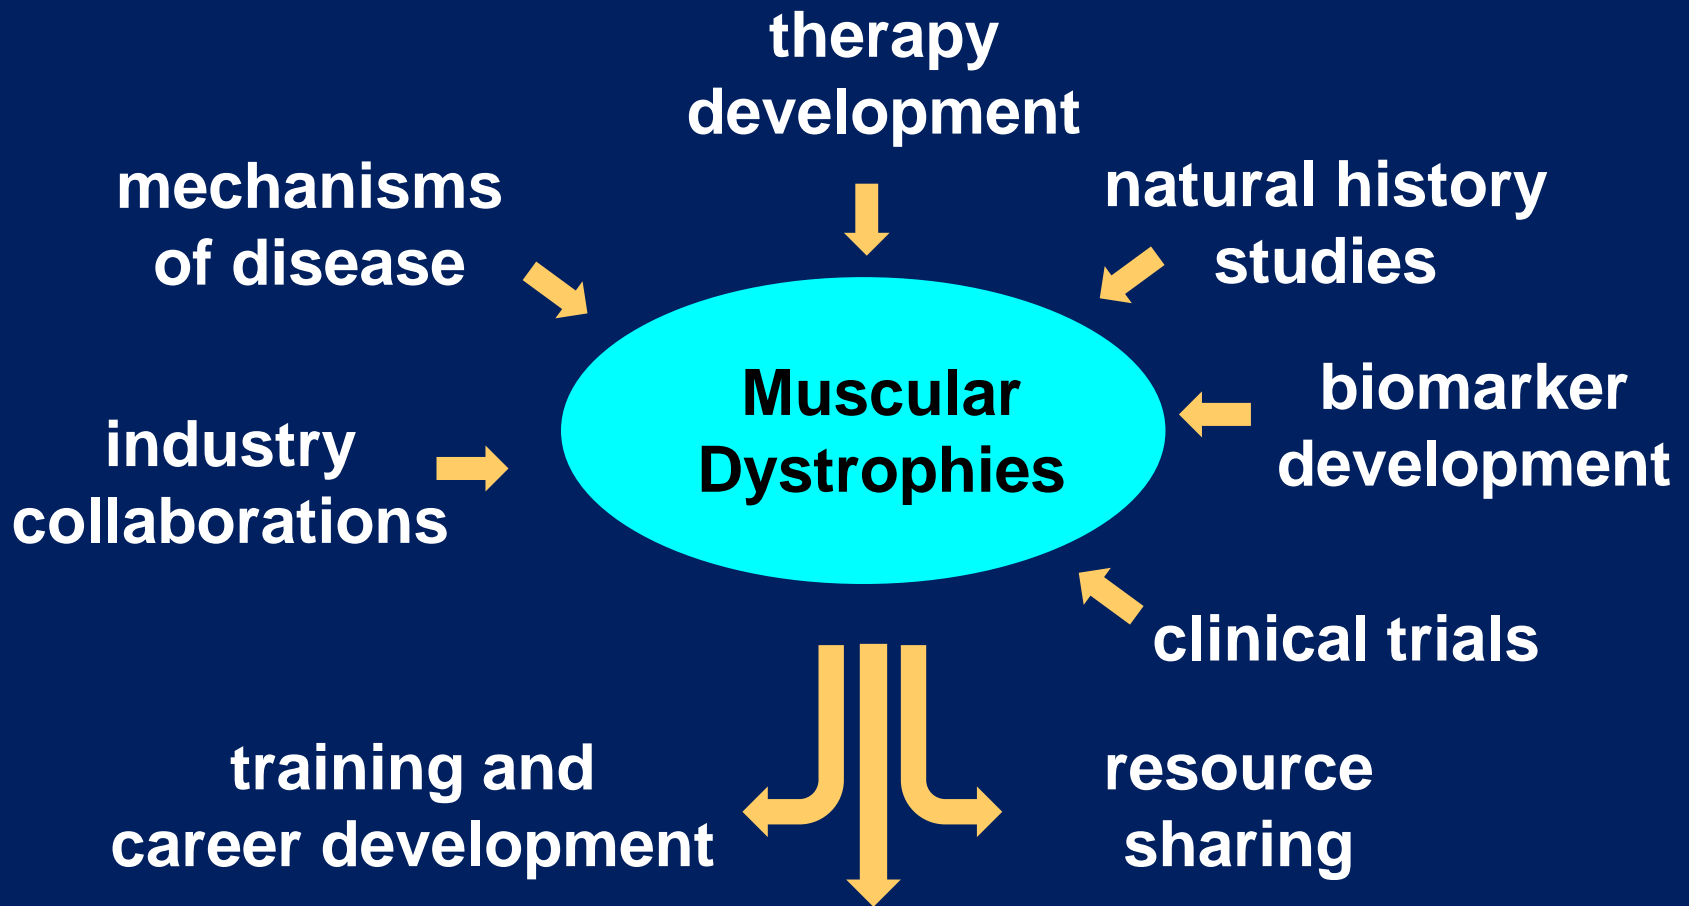 therapy
development
mechanisms
of disease
natural history
studies
Muscular
Dystrophies
biomarker
development
industry
collaborations
clinical trials
training and
career development
resource
sharing